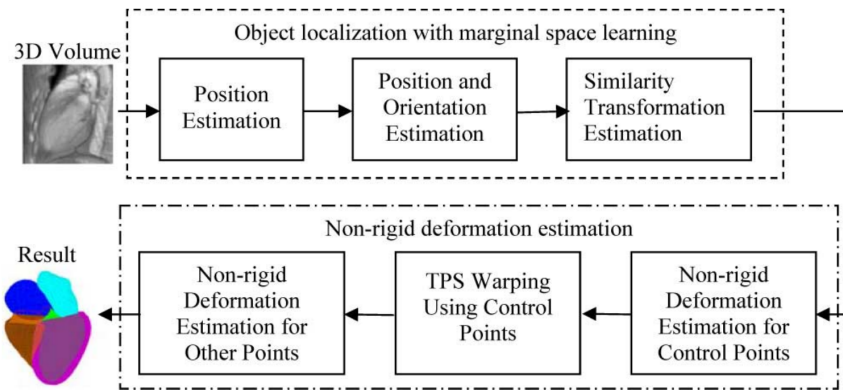 Object localization with marginal space learning
3D Volume
Position
Estimation
Position and
Orientation
Estimation
Similarity
Transformation
Estimation
Non-rigid deformation estimation
Result
Non-rigid
Deformation
Estimation for
Other Points
TPS Warping
Using Control
Points
Non-rigid
Deformation
Estimation for
Control Points